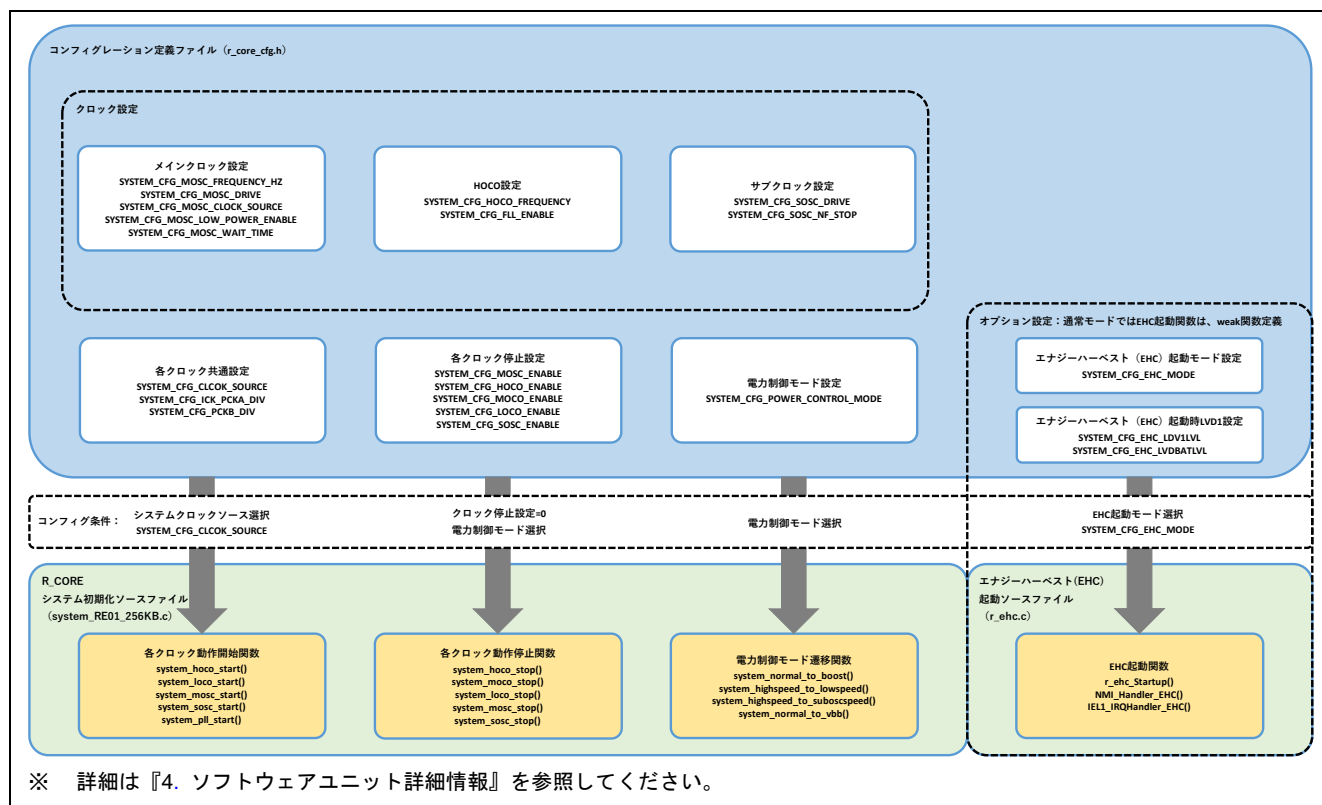 コンフィグレーション定義ファイル（r_core_cfg.h）
クロック設定
メインクロック設定
SYSTEM_CFG_MOSC_FREQUENCY_HZ
SYSTEM_CFG_MOSC_DRIVE
SYSTEM_CFG_MOSC_CLOCK_SOURCE
SYSTEM_CFG_MOSC_LOW_POWER_ENABLE
SYSTEM_CFG_MOSC_WAIT_TIME
HOCO設定
SYSTEM_CFG_HOCO_FREQUENCY
SYSTEM_CFG_FLL_ENABLE
サブクロック設定
SYSTEM_CFG_SOSC_DRIVE
SYSTEM_CFG_SOSC_NF_STOP
各クロック共通設定
SYSTEM_CFG_CLCOK_SOURCE
SYSTEM_CFG_ICK_PCKA_DIV
SYSTEM_CFG_PCKB_DIV
各クロック停止設定
SYSTEM_CFG_MOSC_ENABLE
SYSTEM_CFG_HOCO_ENABLE
SYSTEM_CFG_MOCO_ENABLE
SYSTEM_CFG_LOCO_ENABLE
SYSTEM_CFG_SOSC_ENABLE
電力制御モード設定
SYSTEM_CFG_POWER_CONTROL_MODE
オプション設定：通常モードではEHC起動関数は、weak関数定義
エナジーハーベスト（EHC）起動モード設定
SYSTEM_CFG_EHC_MODE
エナジーハーベスト（EHC）起動時LVD1設定
SYSTEM_CFG_EHC_LDV1LVL
SYSTEM_CFG_EHC_LVDBATLVL
コンフィグ条件：
システムクロックソース選択
SYSTEM_CFG_CLCOK_SOURCE
クロック停止設定=0
電力制御モード選択
電力制御モード選択
EHC起動モード選択
SYSTEM_CFG_EHC_MODE
R_CORE
システム初期化ソースファイル
（system_RE01_256KB.c）
各クロック動作開始関数
system_hoco_start()
system_loco_start()
system_mosc_start()
system_sosc_start()
system_pll_start()
各クロック動作停止関数
system_hoco_stop()
system_moco_stop()
system_loco_stop()
system_mosc_stop()
system_sosc_stop()
電力制御モード遷移関数
system_normal_to_boost()
system_highspeed_to_lowspeed()
system_highspeed_to_suboscspeed()
system_normal_to_vbb()
エナジーハーベスト(EHC)
起動ソースファイル
（r_ehc.c）
EHC起動関数
r_ehc_Startup()
NMI_Handler_EHC()
IEL1_IRQHandler_EHC()
※ 詳細は『4. ソフトウェアユニット詳細情報』を参照してください。